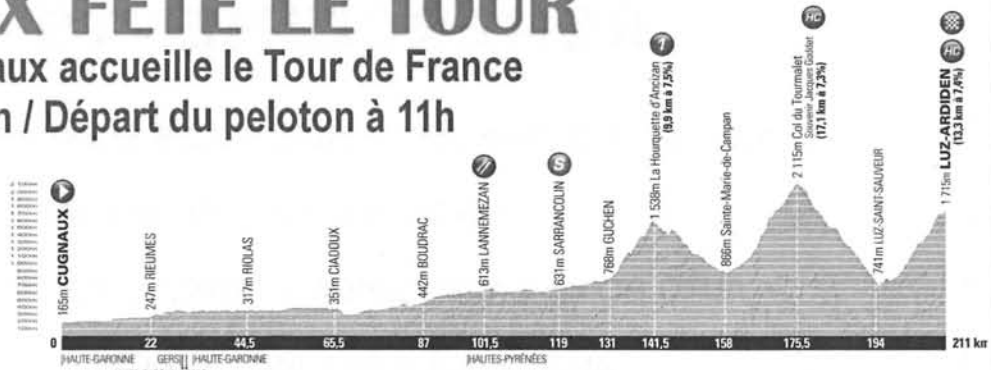 X FÊTE LE TOUR
aux accueille le Tour de France
/ Départ du peloton à 11h
165m CUGNAUX
247m RIEUMES
317m RIOLAS
351m CIADOUX
442m BOUDRAC
613m LANNEMEZAN
S
631m SARRANCOLIN
768m GUCHEN
1
1 538m La Hourquette d'Ancizan
(9,9 km à 7,5%)
866m Sainte-Marie-de-Campan
HC
2 115m Col du Tourmalet
Souvenir Jacques Goddet
(17,1 km à 7,3%)
741m LUZ-SAINT-SAUVEUR
HC
1 715m LUZ-ARDIDEN
(13,3 km à 7,4%)
0 22 44,5 65,5 87 101,5 119 131 141,5 158 175,5 194 211 km
HAUTE-GARONNE GERS HAUTE-GARONNE HAUTES-PYRÉNÉES